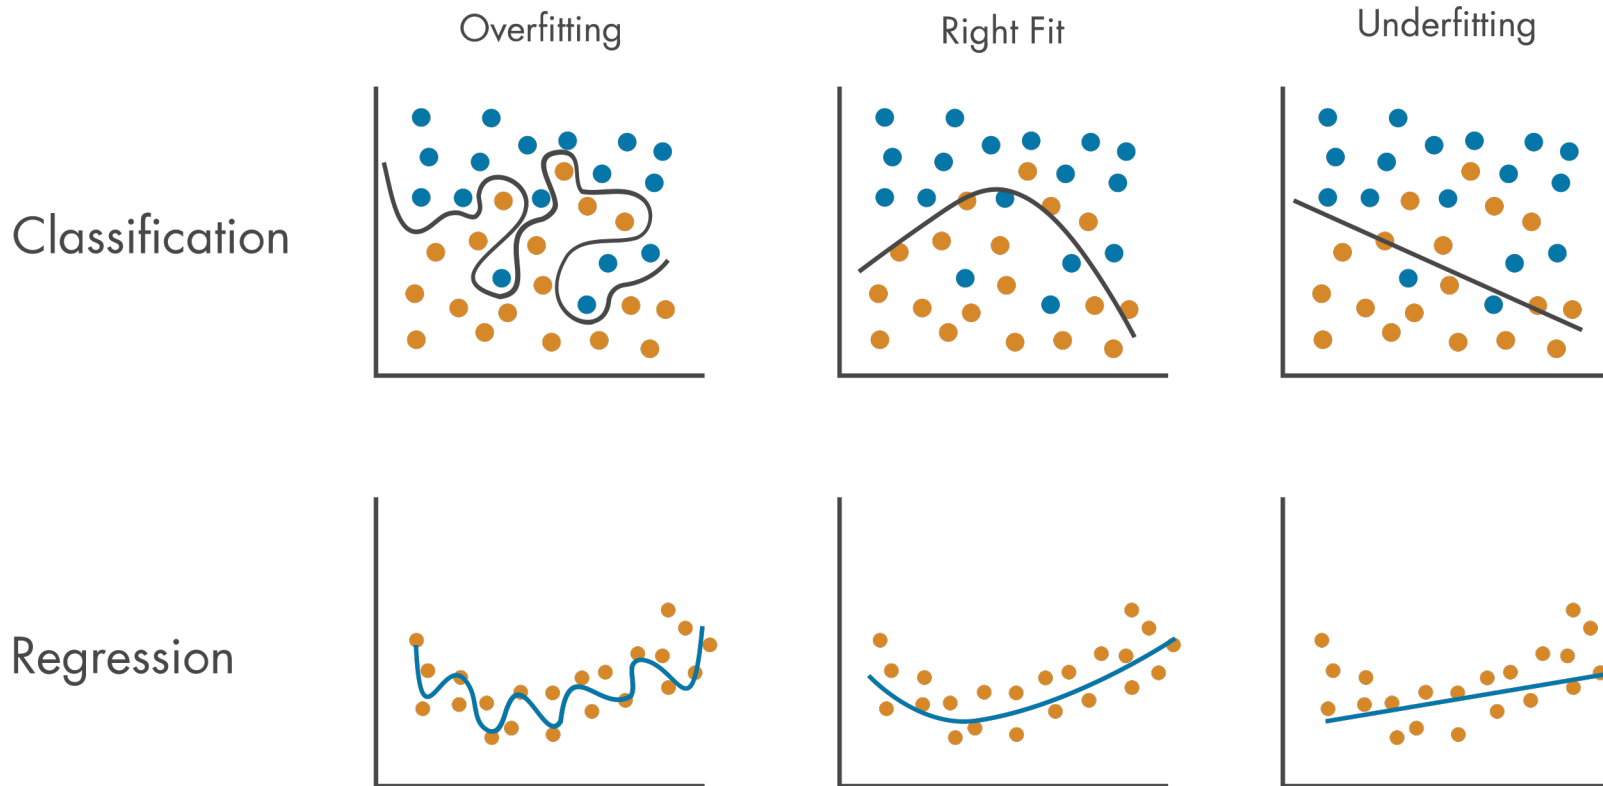 Overfitting
Right Fit
Underfitting
Classification
Regression